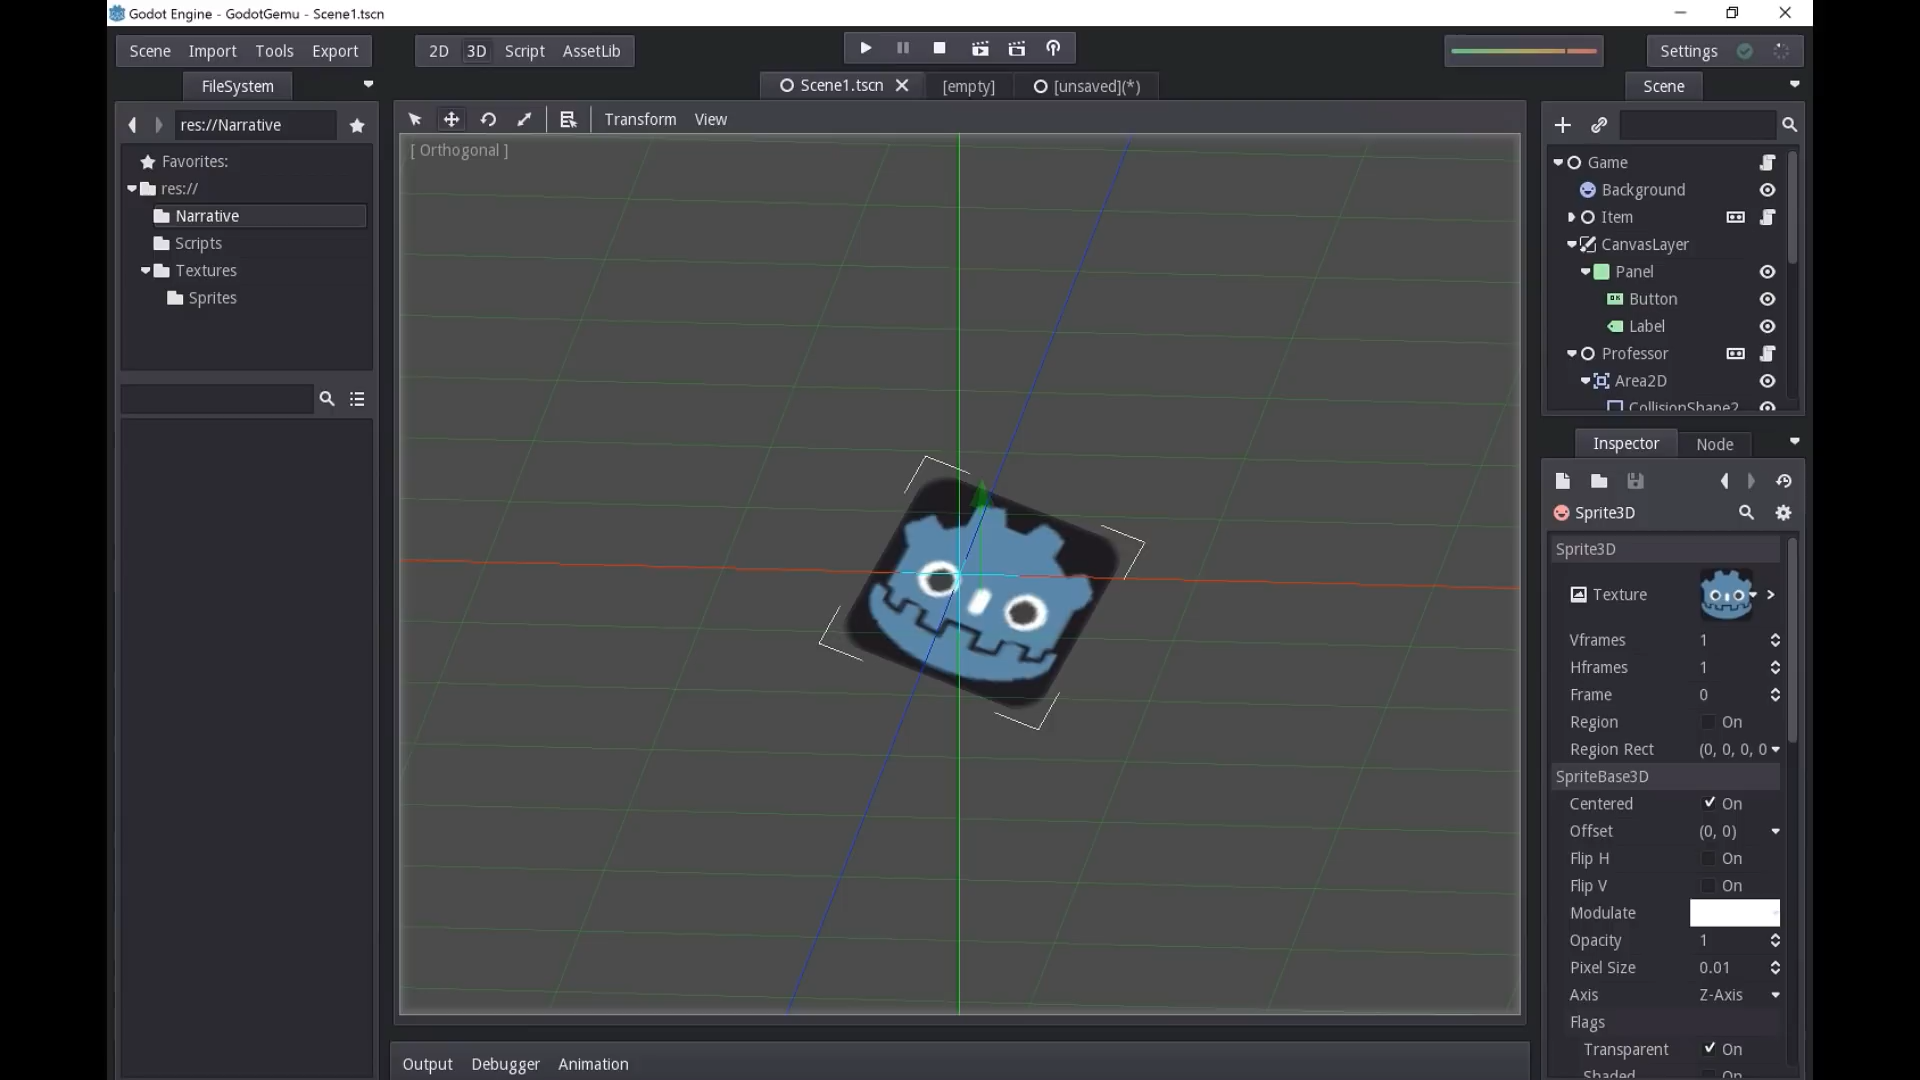 Godot Engine - GodotGemu - Scene1.tscn
Scene Import Tools Export
2D 3D Script AssetLib
Settings
FileSystem
Scene1.tscn
[empty]
[unsaved](*)
Scene
res://Narrative
Transform View
Favorites:
res://
Narrative
Scripts
Textures
Sprites
[ Orthogonal ]
Game
Background
Item
CanvasLayer
Panel
Button
Label
Professor
Area2D
CollisionShape2
Inspector Node
Sprite3D
Sprite3D
Texture
Vframes 1
Hframes 1
Frame 0
Region On
Region Rect (0, 0, 0, 0
SpriteBase3D
Centered On
Offset (0, 0)
Flip H On
Flip V On
Modulate
Opacity 1
Pixel Size 0.01
Axis Z-Axis
Flags
Transparent On
Shaded On
Output Debugger Animation